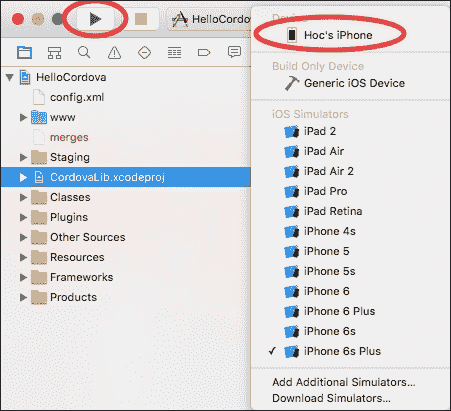 HelloCordova
Device
Hoc's iPhone
Build Only Device
Generic iOS Device
iOS Simulators
iPad 2
iPad Air
iPad Air 2
iPad Pro
iPad Retina
iPhone 4s
iPhone 5
iPhone 5s
iPhone 6
iPhone 6 Plus
iPhone 6s
✓ iPhone 6s Plus
Add Additional Simulators...
Download Simulators...
HelloCordova
config.xml
www
merges
Staging
CordovaLib.xcodeproj
Classes
Plugins
Other Sources
Resources
Frameworks
Products